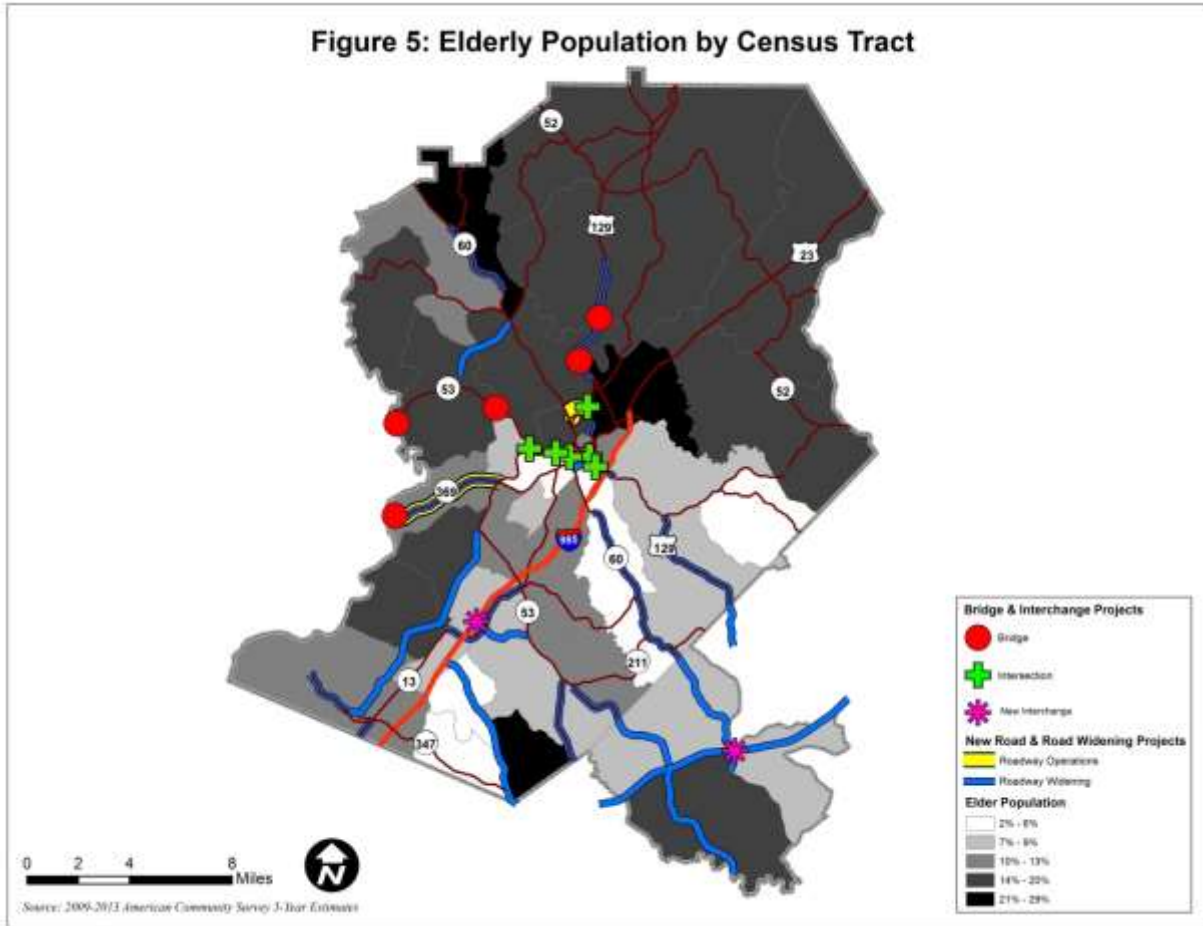 Figure 5: Elderly Population by Census Tract
52
129
60
23
53
52
369
985
60
129
53
211
13
347
Bridge & Interchange Projects
Bridge
Intersection
New Interchange
New Road & Road Widening Projects
Roadway Operations
Roadway Widening
Elder Population
2% - 6%
7% - 9%
10% - 13%
14% - 20%
21% - 29%
0 2 4 8
Miles
N
Source: 2009-2013 American Community Survey 5-Year Estimates